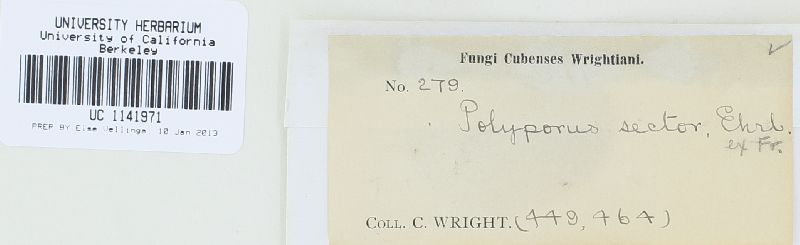 UNIVERSITY HERBARIUM
University of California
Berkeley
UC 1141971
PREP BY Else Vellinga 10 Jan 2013
Fungi Cubenses Wrightiani.
No. 279.
Polyporus sector, Ehrb.
ex Fr.
COLL. C. WRIGHT. (449, 464)